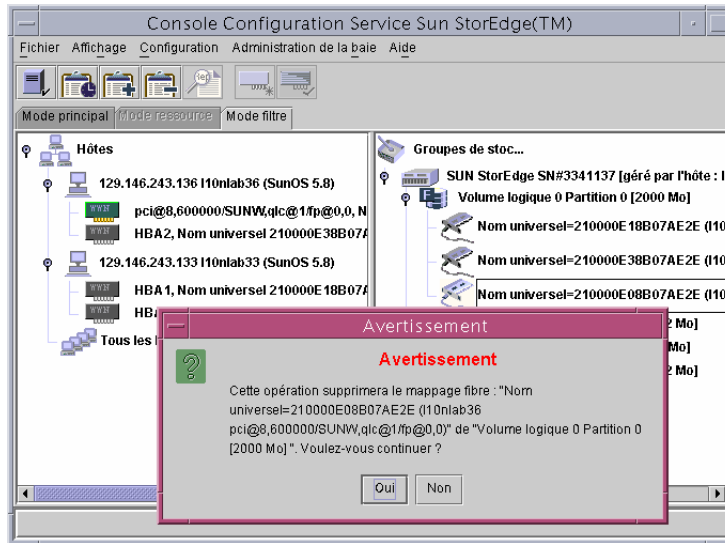 Console Configuration Service Sun StorEdge(TM)
Fichier Affichage Configuration Administration de la baie Aide
Mode principal Mode ressource Mode filtre
Hôtes
129.146.243.136 l10nlab36 (SunOS 5.8)
pci@8,600000/SUNW,qlc@1/fp@0,0, N
HBA2, Nom universel 210000E38B07A
129.146.243.133 l10nlab33 (SunOS 5.8)
HBA1, Nom universel 210000E18B07A
HB
Tous les
Groupes de stoc...
SUN StorEdge SN#3341137 [géré par l'hôte : l
Volume logique 0 Partition 0 [2000 Mo]
Nom universel=210000E18B07AE2E (l10
Nom universel=210000E38B07AE2E (l10
Nom universel=210000E08B07AE2E (l10
2 Mo]
Mo]
2 Mo]
Avertissement
Avertissement
Cette opération supprimera le mappage fibre : "Nom
universel=210000E08B07AE2E (l10nlab36
pci@8,600000/SUNW,qlc@1/fp@0,0)" de "Volume logique 0 Partition 0
[2000 Mo] ". Voulez-vous continuer ?
Oui Non